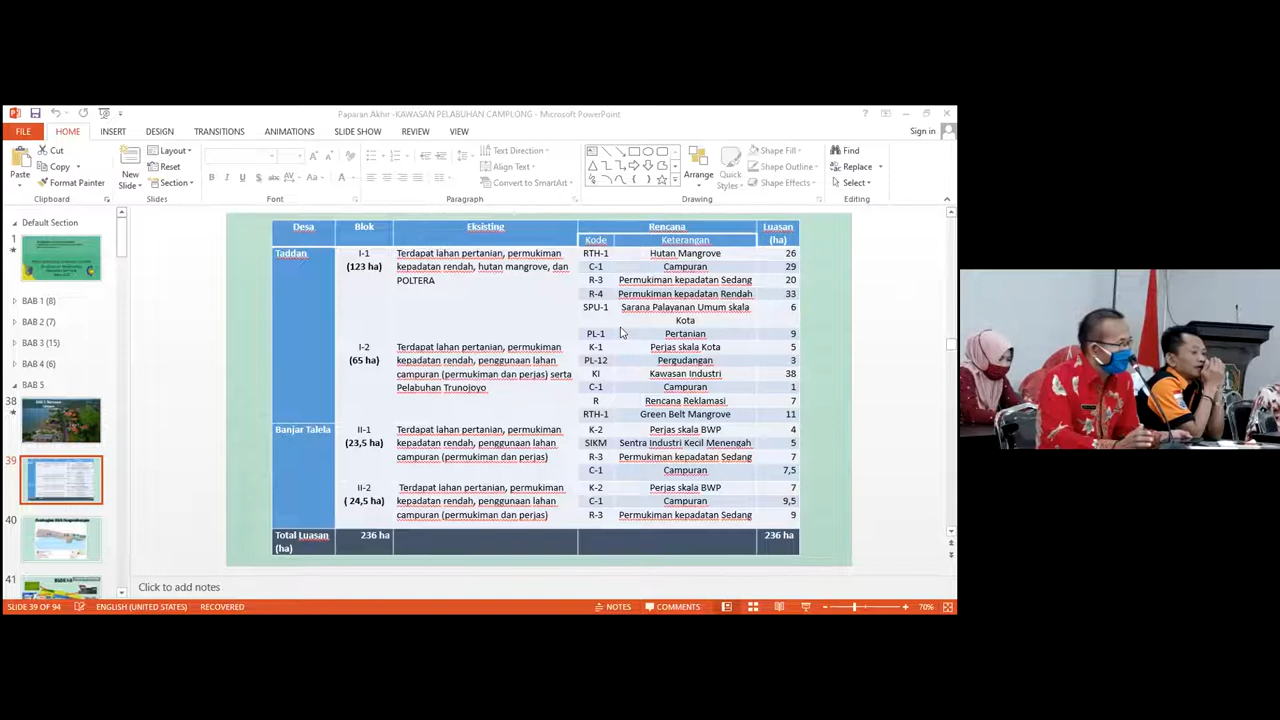 Paparan Akhir -KAWASAN PELABUHAN CAMPLONG - Microsoft PowerPoint
FILE HOME INSERT DESIGN TRANSITIONS ANIMATIONS SLIDE SHOW REVIEW VIEW Sign in
Paste Cut Copy Format Painter
Clipboard
New Slide Layout Reset Section
Slides
Font
Text Direction Align Text Convert to SmartArt
Paragraph
Arrange Quick Styles Shape Fill Shape Outline Shape Effects
Drawing
Find Replace Select
Editing
Default Section
1
BAB 1 (8)
BAB 2 (7)
BAB 3 (15)
BAB 4 (6)
BAB 5
38
39
40
41
Desa Blok Eksisting Rencana Luasan (ha)
Kode Keterangan
Taddan I-1 (123 ha) Terdapat lahan pertanian, permukiman
kepadatan rendah, hutan mangrove, dan
POLTERA
RTH-1 Hutan Mangrove 26
C-1 Campuran 29
R-3 Permukiman kepadatan Sedang 20
R-4 Permukiman kepadatan Rendah 33
SPU-1 Sarana Palayanan Umum skala 6
Kota
PL-1 Pertanian 9
I-2 (65 ha) Terdapat lahan pertanian, permukiman
kepadatan rendah, penggunaan lahan
campuran (permukiman dan perjas) serta
Pelabuhan Trunojoyo
K-1 Perjas skala Kota 5
PL-12 Pergudangan 3
KI Kawasan Industri 38
C-1 Campuran 1
R Rencana Reklamasi 7
RTH-1 Green Belt Mangrove 11
Banjar Talela II-1 (23,5 ha) Terdapat lahan pertanian, permukiman
kepadatan rendah, penggunaan lahan
campuran (permukiman dan perjas)
K-2 Perjas skala BWP 4
SIKM Sentra Industri Kecil Menengah 5
R-3 Permukiman kepadatan Sedang 7
C-1 Campuran 7,5
II-2 ( 24,5 ha) Terdapat lahan pertanian, permukiman
kepadatan rendah, penggunaan lahan
campuran (permukiman dan perjas)
K-2 Perjas skala BWP 7
C-1 Campuran 9,5
R-3 Permukiman kepadatan Sedang 9
Total Luasan (ha) 236 ha 236 ha
Click to add notes
SLIDE 39 OF 94 ENGLISH (UNITED STATES) RECOVERED NOTES COMMENTS 70%